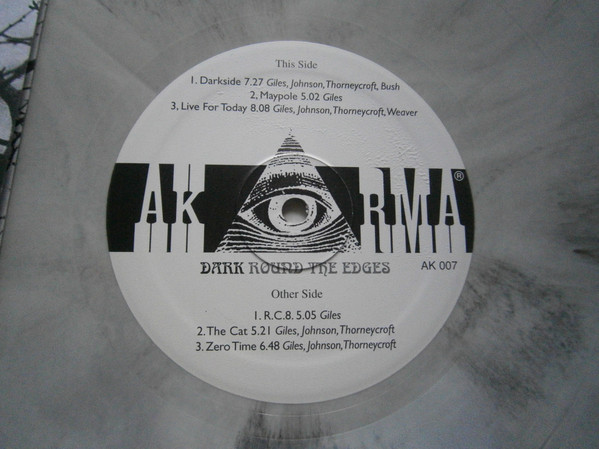 This Side
1. Darkside 7.27 Giles, Johnson, Thorneycroft, Bush
2, Maypole 5.02 Giles
3, Live For Today 8.08 Giles, Johnson, Thorneycroft, Weaver
AKARMA®
DARK ROUND THE EDGES
AK 007
Other Side
1. R.C.8. 5.05 Giles
2. The Cat 5.21 Giles, Johnson, Thorneycroft
3. Zero Time 6.48 Giles, Johnson, Thorneycroft